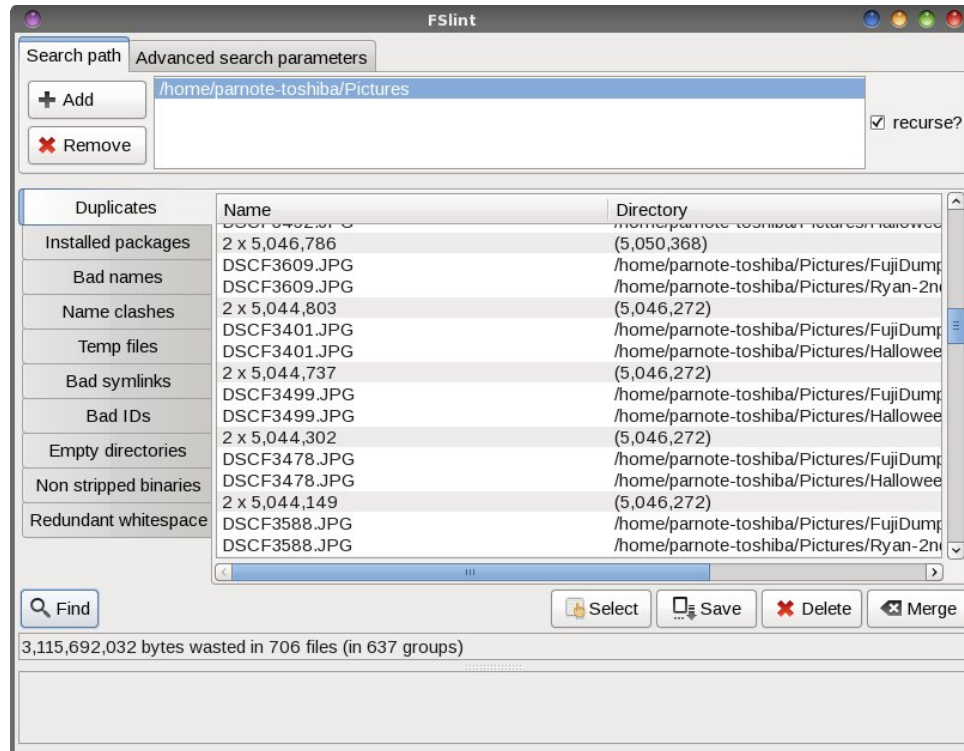 FSlint
Search path Advanced search parameters
Add
/home/parnote-toshiba/Pictures
recurse?
Remove
Duplicates
Installed packages
Bad names
Name clashes
Temp files
Bad symlinks
Bad IDs
Empty directories
Non stripped binaries
Redundant whitespace
Name Directory
2 x 5,046,786 (5,050,368)
DSCF3609.JPG /home/parnote-toshiba/Pictures/FujiDump
DSCF3609.JPG /home/parnote-toshiba/Pictures/Ryan-2n
2 x 5,044,803 (5,046,272)
DSCF3401.JPG /home/parnote-toshiba/Pictures/FujiDump
DSCF3401.JPG /home/parnote-toshiba/Pictures/Hallowee
2 x 5,044,737 (5,046,272)
DSCF3499.JPG /home/parnote-toshiba/Pictures/FujiDump
DSCF3499.JPG /home/parnote-toshiba/Pictures/Hallowee
2 x 5,044,302 (5,046,272)
DSCF3478.JPG /home/parnote-toshiba/Pictures/FujiDump
DSCF3478.JPG /home/parnote-toshiba/Pictures/Hallowee
2 x 5,044,149 (5,046,272)
DSCF3588.JPG /home/parnote-toshiba/Pictures/FujiDump
DSCF3588.JPG /home/parnote-toshiba/Pictures/Ryan-2n
Find Select Save Delete Merge
3,115,692,032 bytes wasted in 706 files (in 637 groups)